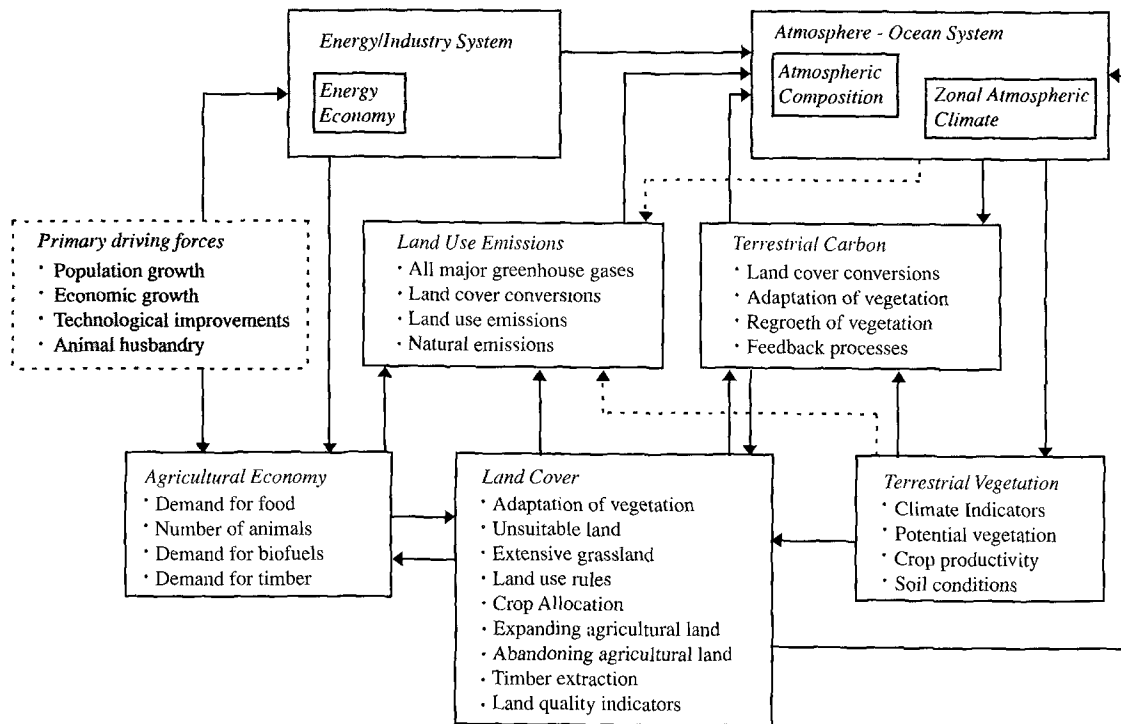 Energy/Industry System
Energy
Economy
Atmosphere - Ocean System
Atmospheric
Composition
Zonal Atmospheric
Climate
Primary driving forces
· Population growth
· Economic growth
· Technological improvements
· Animal husbandry
Land Use Emissions
· All major greenhouse gases
· Land cover conversions
· Land use emissions
· Natural emissions
Terrestrial Carbon
· Land cover conversions
· Adaptation of vegetation
· Regroeth of vegetation
· Feedback processes
Agricultural Economy
· Demand for food
· Number of animals
· Demand for biofuels
· Demand for timber
Land Cover
· Adaptation of vegetation
· Unsuitable land
· Extensive grassland
· Land use rules
· Crop Allocation
· Expanding agricultural land
· Abandoning agricultural land
· Timber extraction
· Land quality indicators
Terrestrial Vegetation
· Climate Indicators
· Potential vegetation
· Crop productivity
· Soil conditions